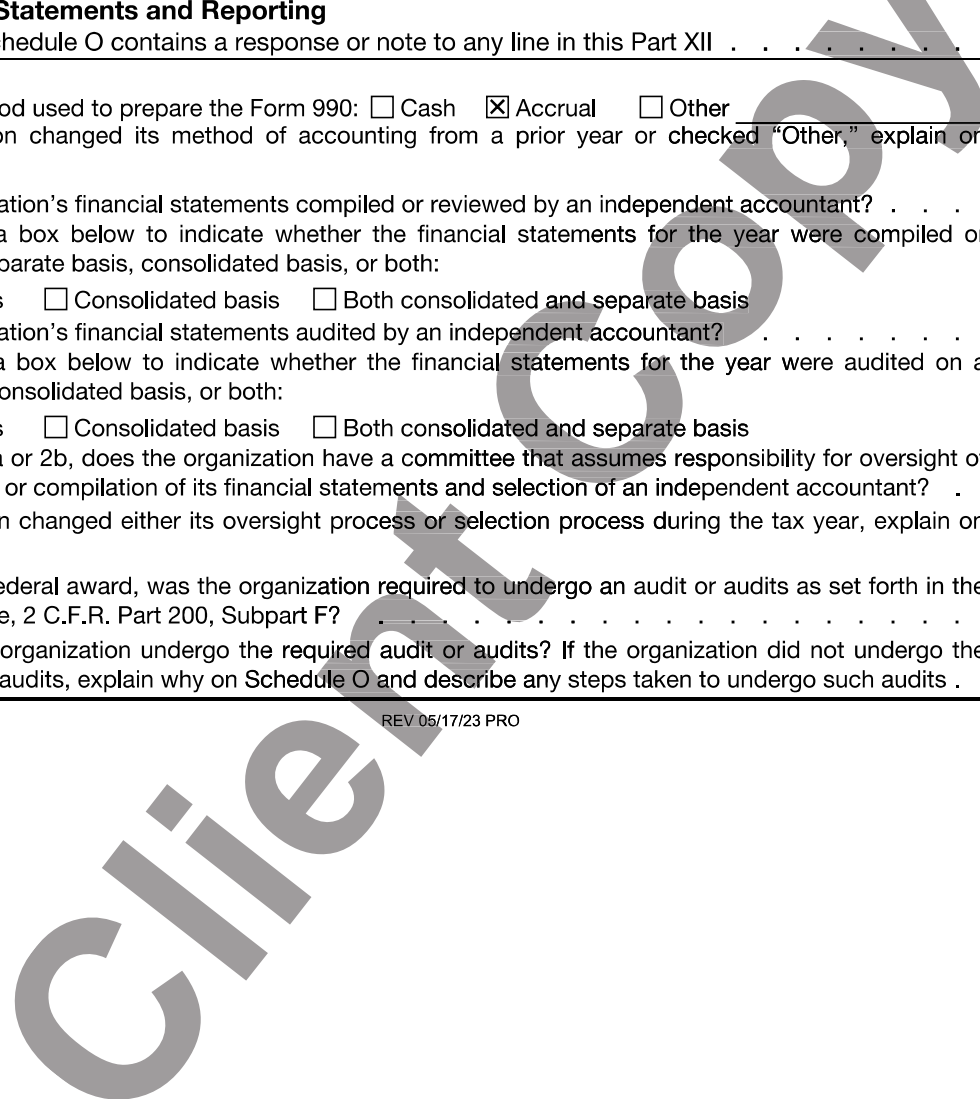 Statements and Reporting
chedule O contains a response or note to any line in this Part XII . . . . . . . .
od used to prepare the Form 990: ☐ Cash ☒ Accrual ☐ Other
on changed its method of accounting from a prior year or checked “Other,” explain on
ation’s financial statements compiled or reviewed by an independent accountant? . . .
a box below to indicate whether the financial statements for the year were compiled or
parate basis, consolidated basis, or both:
s ☐ Consolidated basis ☐ Both consolidated and separate basis
ation’s financial statements audited by an independent accountant? . . . . . . .
a box below to indicate whether the financial statements for the year were audited on a
onsolidated basis, or both:
s ☐ Consolidated basis ☐ Both consolidated and separate basis
a or 2b, does the organization have a committee that assumes responsibility for oversight of
or compilation of its financial statements and selection of an independent accountant? .
n changed either its oversight process or selection process during the tax year, explain on
ederal award, was the organization required to undergo an audit or audits as set forth in the
e, 2 C.F.R. Part 200, Subpart F? . . . . . . . . . . . . . . . . . . .
organization undergo the required audit or audits? If the organization did not undergo the
audits, explain why on Schedule O and describe any steps taken to undergo such audits .
REV 05/17/23 PRO
Client Copy